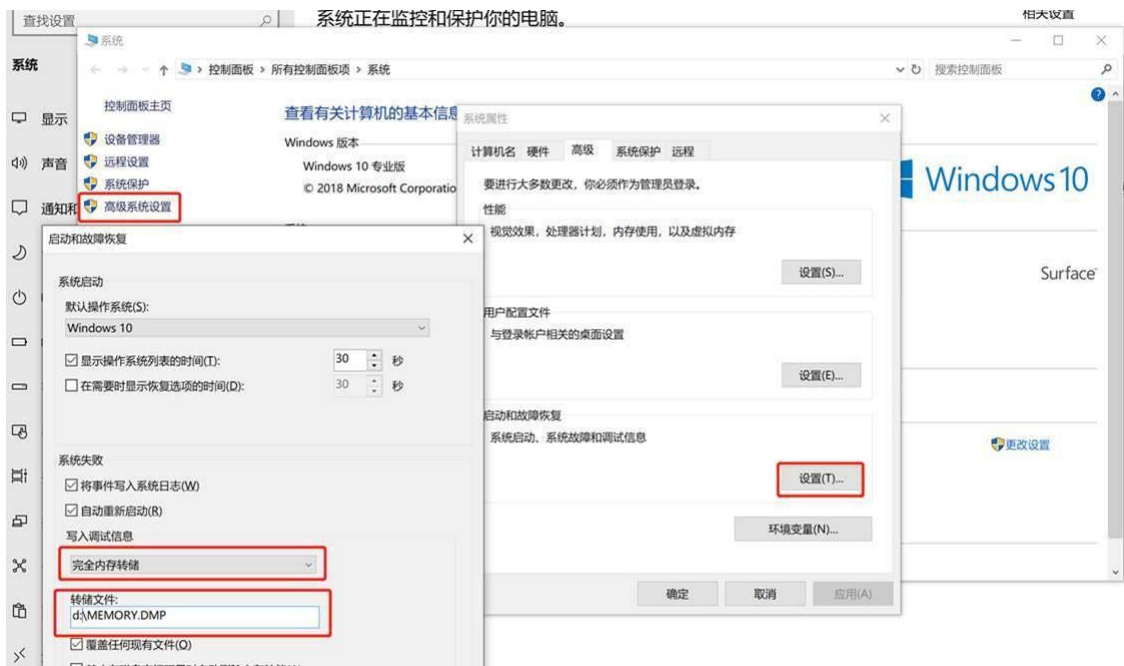 查找设置
系统正在监控和保护你的电脑。
相关设置
系统
系统
控制面板 > 所有控制面板项 > 系统
搜索控制面板
显示
声音
通知和
控制面板主页
设备管理器
远程设置
系统保护
高级系统设置
查看有关计算机的基本信息
Windows 版本
Windows 10 专业版
© 2018 Microsoft Corporatio
Windows 10
Surface
更改设置
系统属性
计算机名 硬件 高级 系统保护 远程
要进行大多数更改，你必须作为管理员登录。
性能
视觉效果，处理器计划，内存使用，以及虚拟内存
设置(S)...
用户配置文件
与登录帐户相关的桌面设置
设置(E)...
启动和故障恢复
系统启动、系统故障和调试信息
设置(T)...
环境变量(N)...
确定 取消 应用(A)
启动和故障恢复
系统启动
默认操作系统(S):
Windows 10
显示操作系统列表的时间(T): 30 秒
在需要时显示恢复选项的时间(D): 30 秒
系统失败
将事件写入系统日志(W)
自动重新启动(R)
写入调试信息
完全内存转储
转储文件:
d:\MEMORY.DMP
覆盖任何现有文件(O)